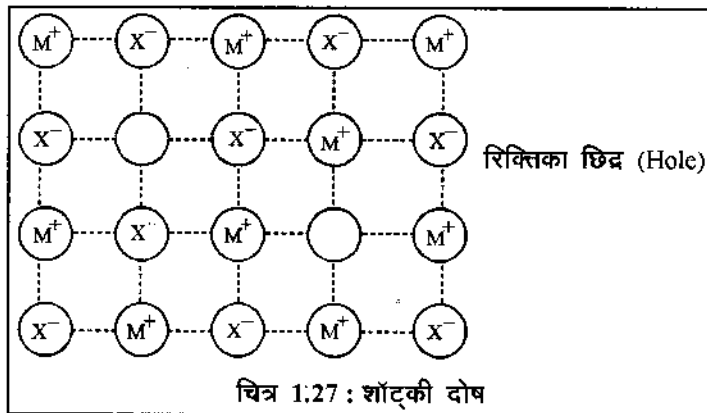 M⁺ X⁻ M⁺ X⁻ M⁺
X⁻ X⁻ M⁺ X⁻
रिक्तिका छिद्र (Hole)
M⁺ X⁻ M⁺ M⁺
X⁻ M⁺ X⁻ M⁺ X⁻
चित्र 1.27 : शॉट्की दोष